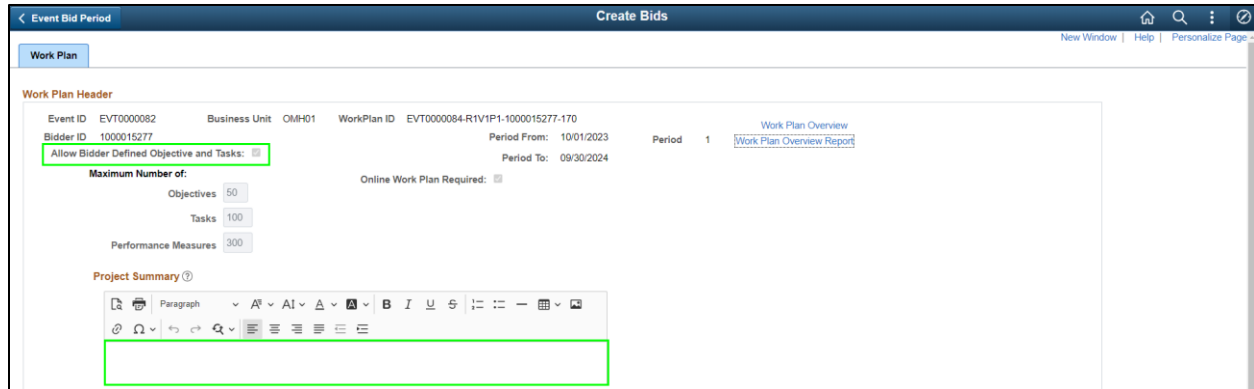 Event Bid Period
Create Bids
New Window | Help | Personalize Page
Work Plan
Work Plan Header
Event ID EVT0000082 Business Unit OMH01 WorkPlan ID EVT0000084-R1V1P1-1000015277-170 Work Plan Overview
Bidder ID 1000015277 Period From: 10/01/2023 Period 1 Work Plan Overview Report
Allow Bidder Defined Objective and Tasks: Period To: 09/30/2024
Maximum Number of: Online Work Plan Required:
Objectives 50
Tasks 100
Performance Measures 300
Project Summary
Paragraph